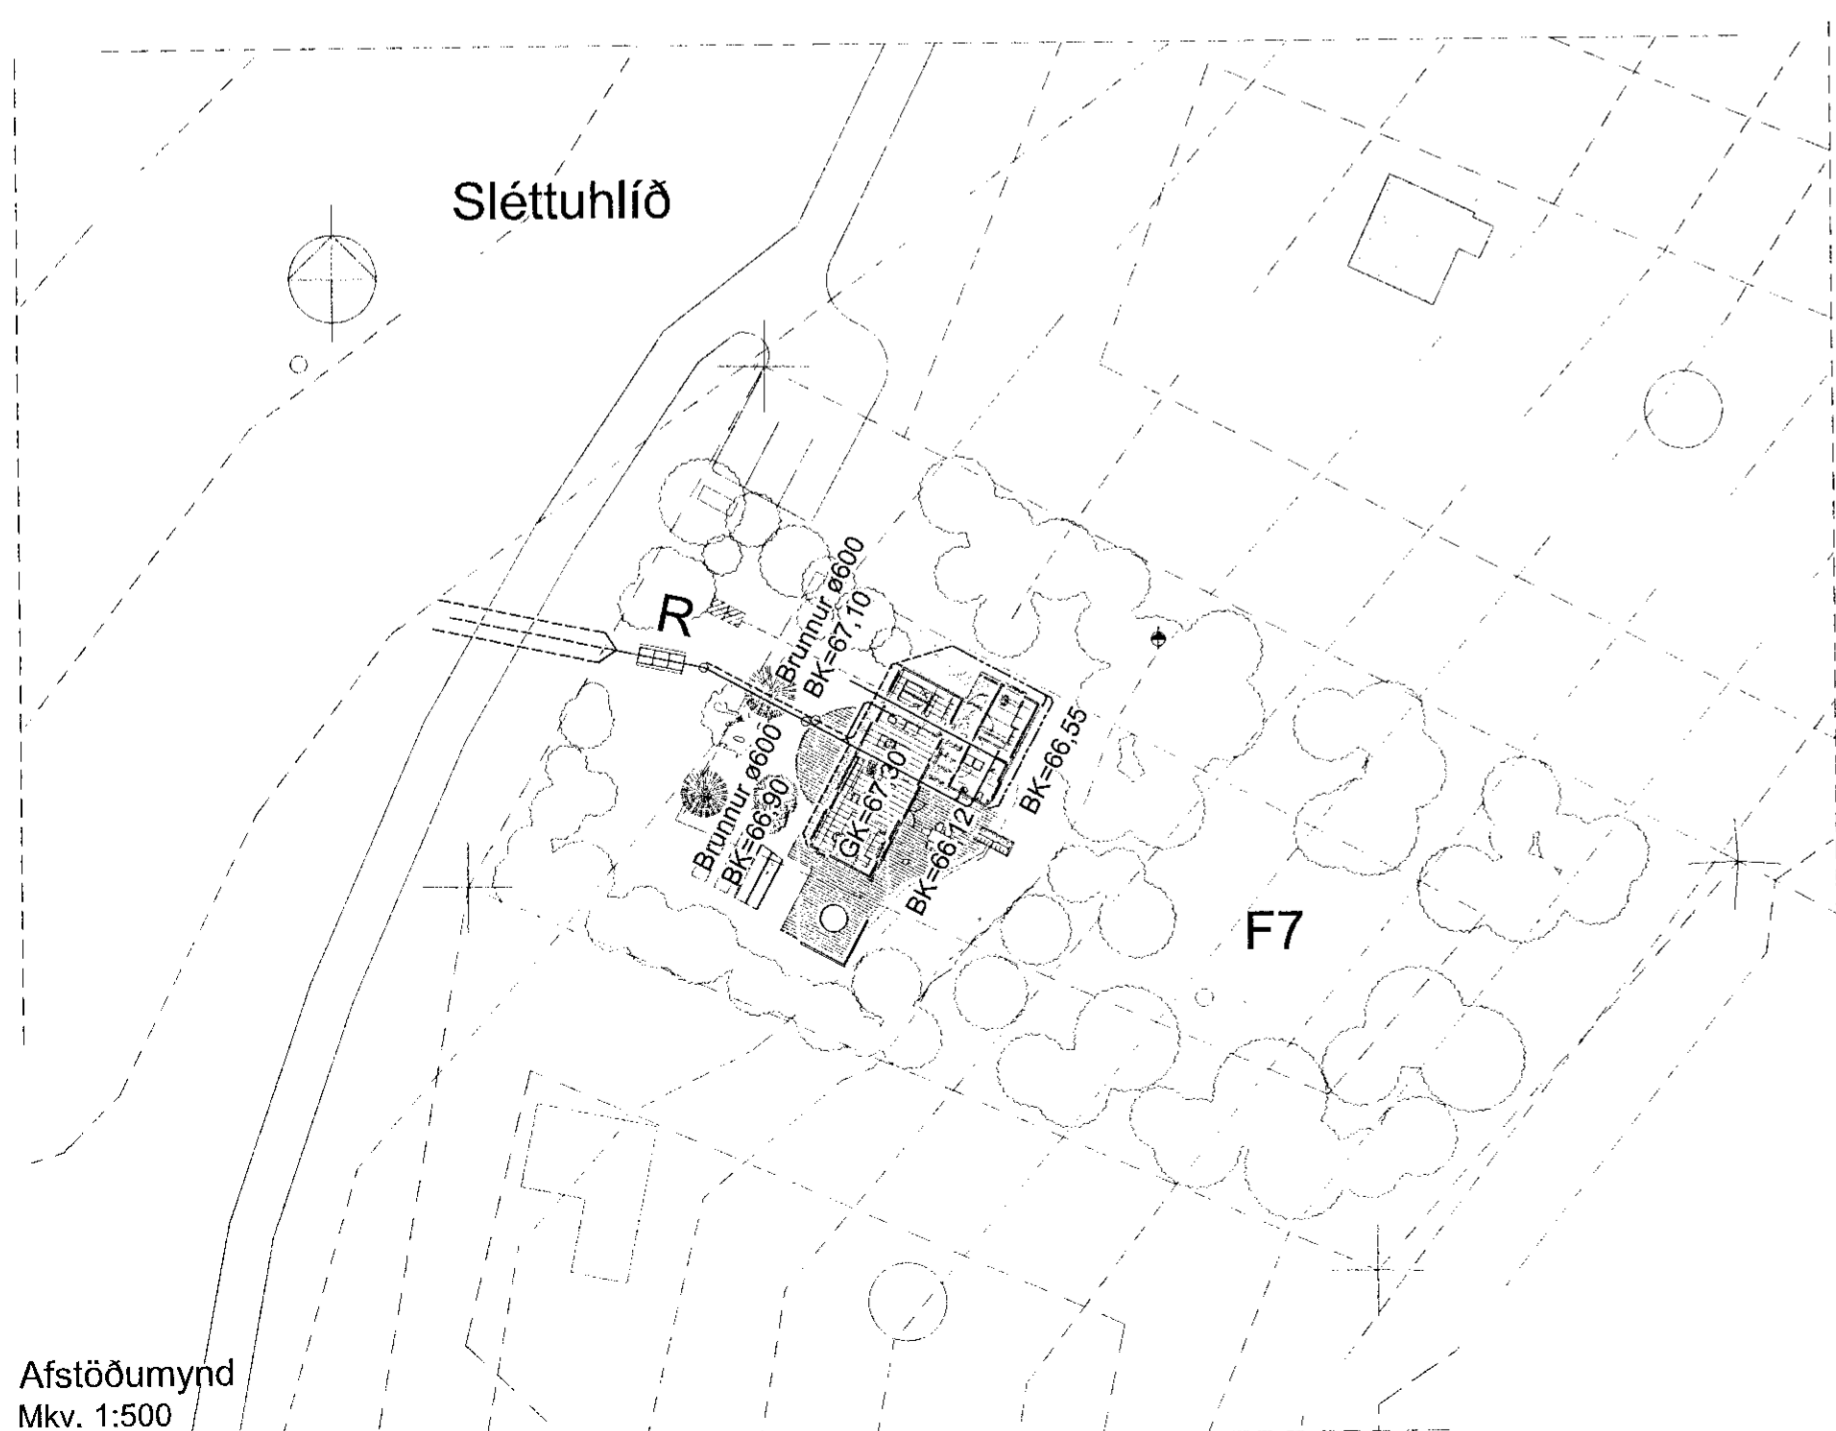 Sléttuhlíð
R
Brunnur ø600
BK=67,10
Brunnur ø600
BK=66,90
GK=67,30
BK=66,12
BK=66,55
F7
Afstöðumynd
Mkv. 1:500